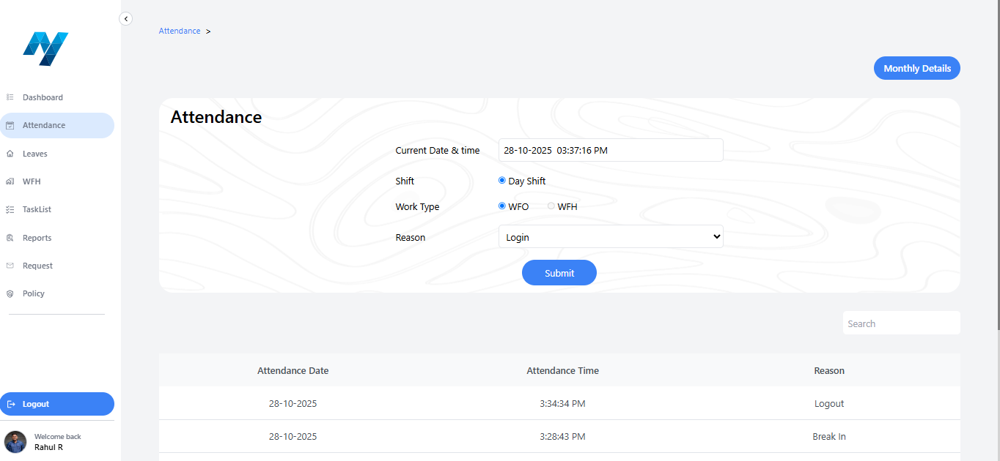 Attendance >
Monthly Details
Dashboard
Attendance
Leaves
WFH
TaskList
Reports
Request
Policy
Logout
Welcome back
Rahul R
Attendance
Current Date & time 28-10-2025 03:37:16 PM
Shift Day Shift
Work Type WFO WFH
Reason Login
Submit
Search
Attendance Date Attendance Time Reason
28-10-2025 3:34:34 PM Logout
28-10-2025 3:28:43 PM Break In